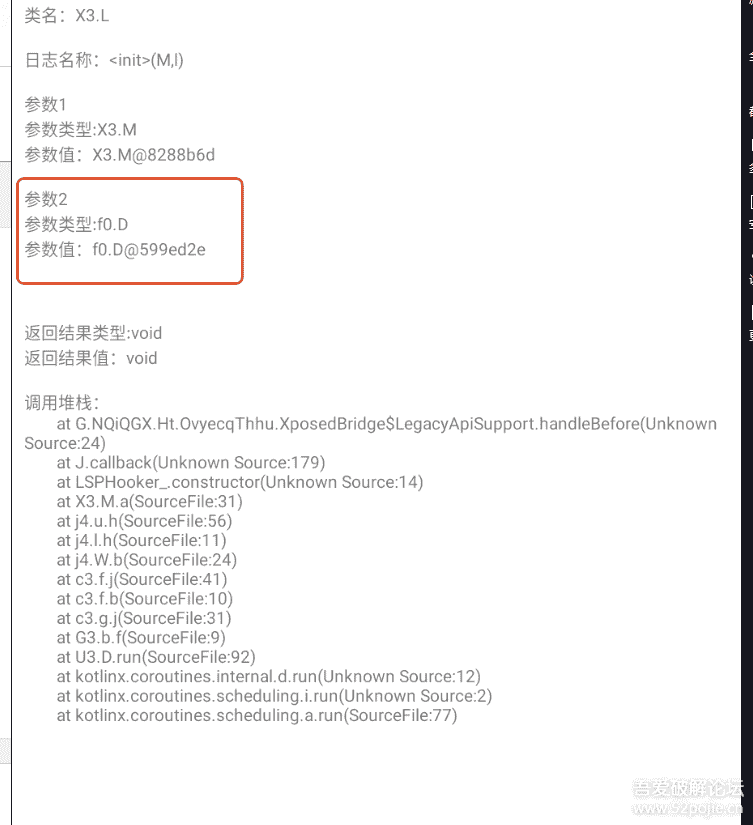 类名：X3.L
日志名称：<init>(M,l)
参数1
参数类型:X3.M
参数值：X3.M@8288b6d
参数2
参数类型:f0.D
参数值：f0.D@599ed2e
返回结果类型:void
返回结果值：void
调用堆栈：
at G.NQiQGX.Ht.OvyecqThhu.XposedBridge$LegacyApiSupport.handleBefore(Unknown
Source:24)
at J.callback(Unknown Source:179)
at LSPHooker_.constructor(Unknown Source:14)
at X3.M.a(SourceFile:31)
at j4.u.h(SourceFile:56)
at j4.l.h(SourceFile:11)
at j4.W.b(SourceFile:24)
at c3.f.j(SourceFile:41)
at c3.f.b(SourceFile:10)
at c3.g.j(SourceFile:31)
at G3.b.f(SourceFile:9)
at U3.D.run(SourceFile:92)
at kotlinx.coroutines.internal.d.run(Unknown Source:12)
at kotlinx.coroutines.scheduling.i.run(Unknown Source:2)
at kotlinx.coroutines.scheduling.a.run(SourceFile:77)
吾爱破解论坛
www.52pojie.cn